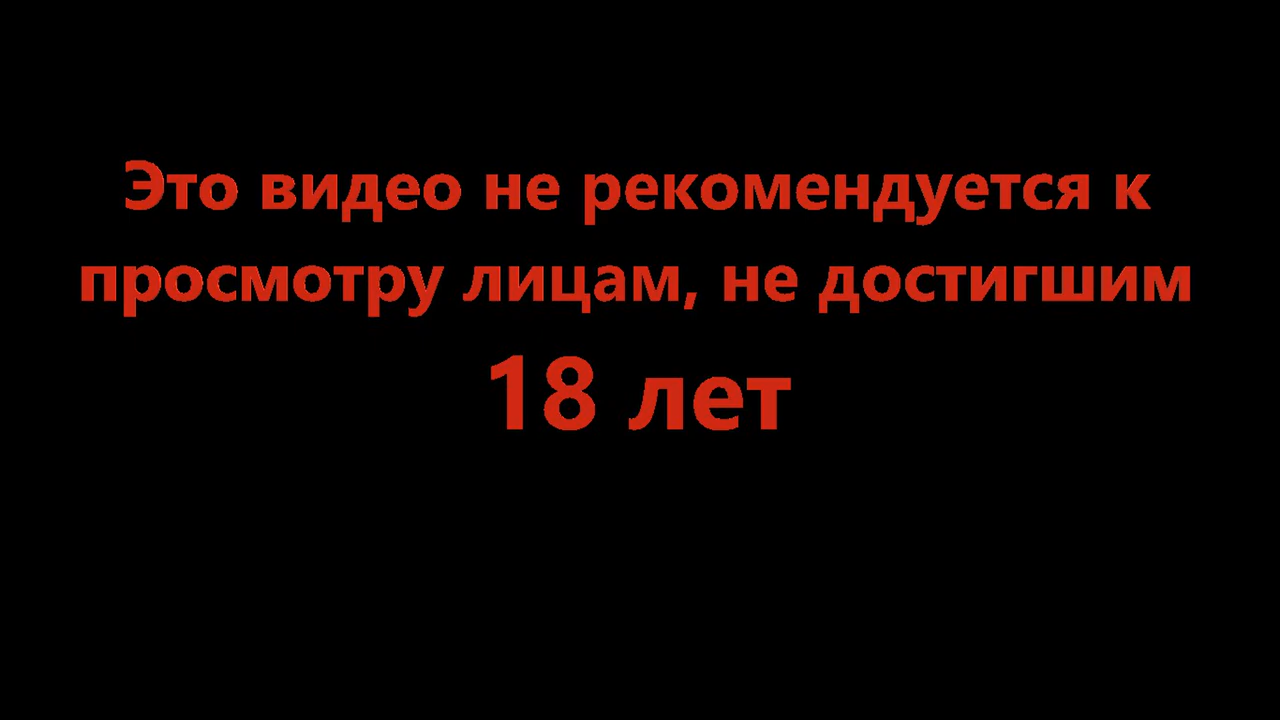 Это видео не рекомендуется к
просмотру лицам, не достигшим
18 лет